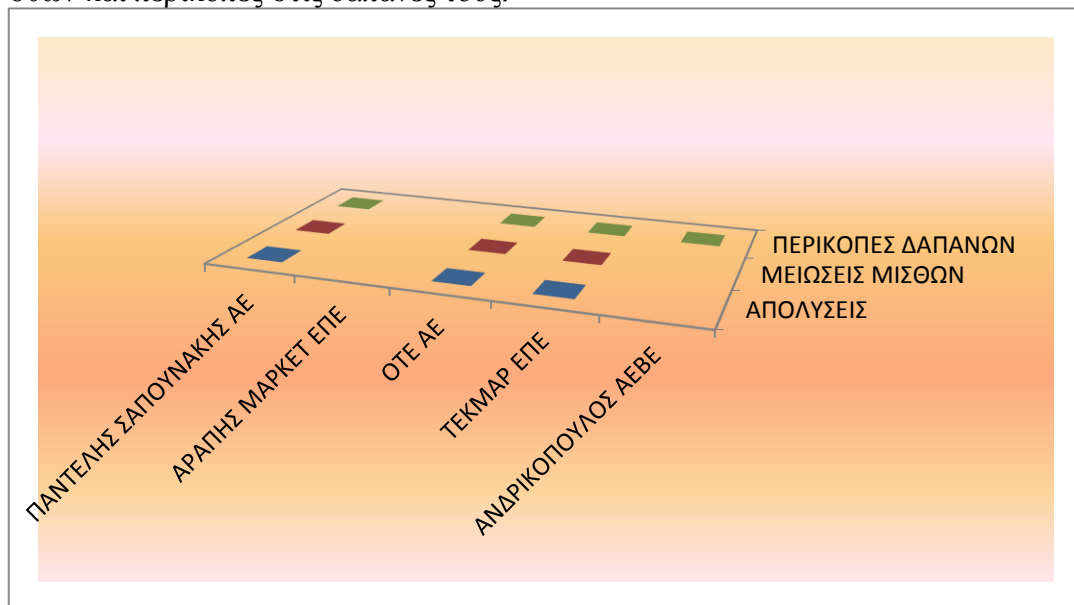 ΠΕΡΙΚΟΠΕΣ ΔΑΠΑΝΩΝ
ΜΕΙΩΣΕΙΣ ΜΙΣΘΩΝ
ΑΠΟΛΥΣΕΙΣ
ΠΑΝΤΕΛΗΣ ΣΑΠΟΥΝΑΚΗΣ ΑΕ
ΑΡΑΠΗΣ ΜΑΡΚΕΤ ΕΠΕ
ΟΤΕ ΑΕ
ΤΕΚΜΑΡ ΕΠΕ
ΑΝΔΡΙΚΟΠΟΥΛΟΣ ΑΕΒΕ